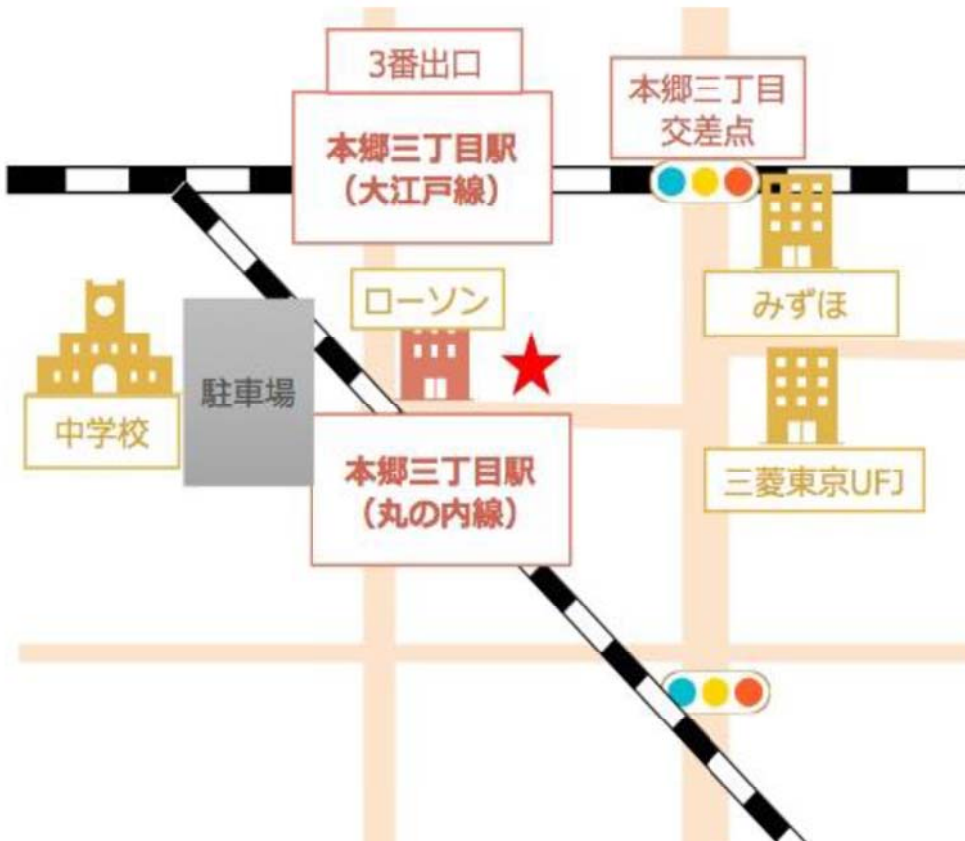 3番出口
本郷三丁目駅
（大江戸線）
本郷三丁目
交差点
ローソン
みずほ
中学校
駐車場
本郷三丁目駅
（丸の内線）
三菱東京UFJ